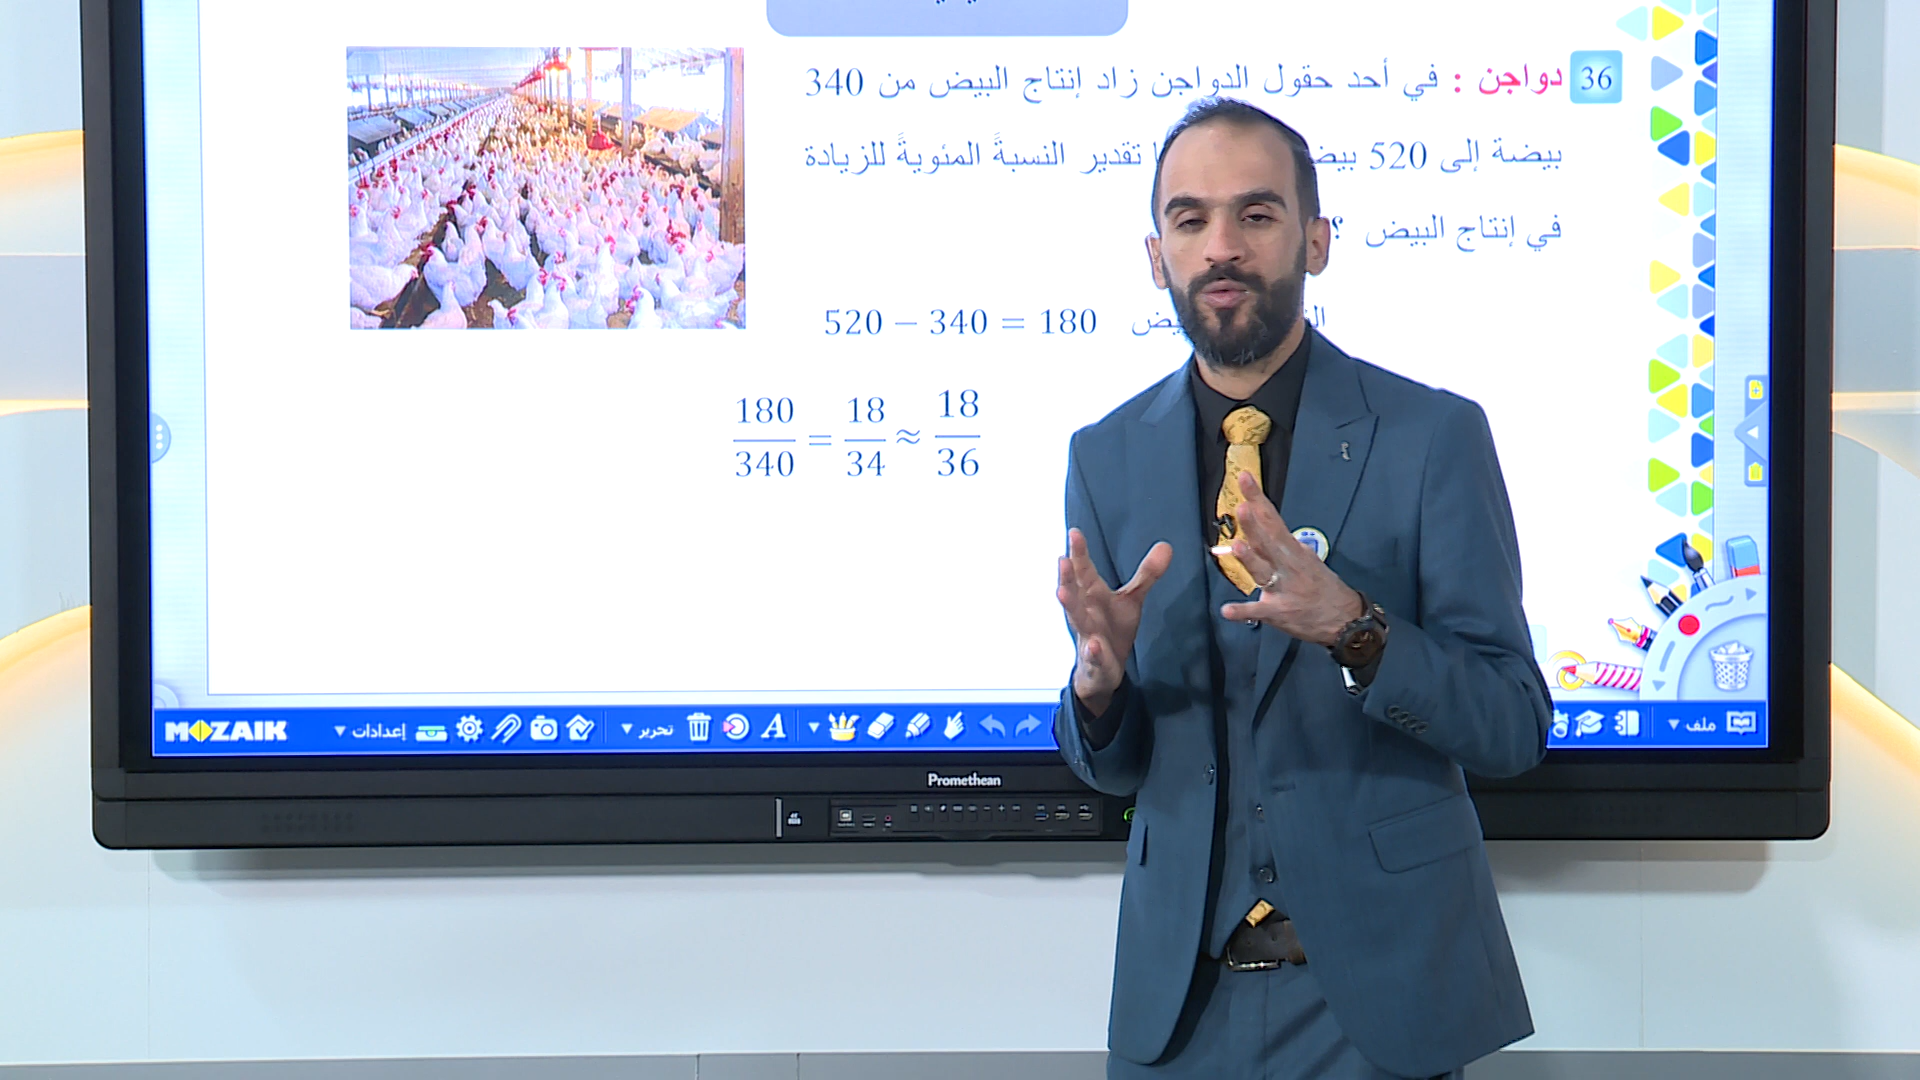 36 دواجن : في أحد حقول الدواجن زاد إنتاج البيض من 340
بيضة إلى 520 تقدير النسبةَ المئويةَ للزيادة
في إنتاج البيض ؟
520 − 340 = 180
180/340 = 18/34 ≈ 18/36
MOZAIK
إعدادات
تحرير
A
ملف
Promethean